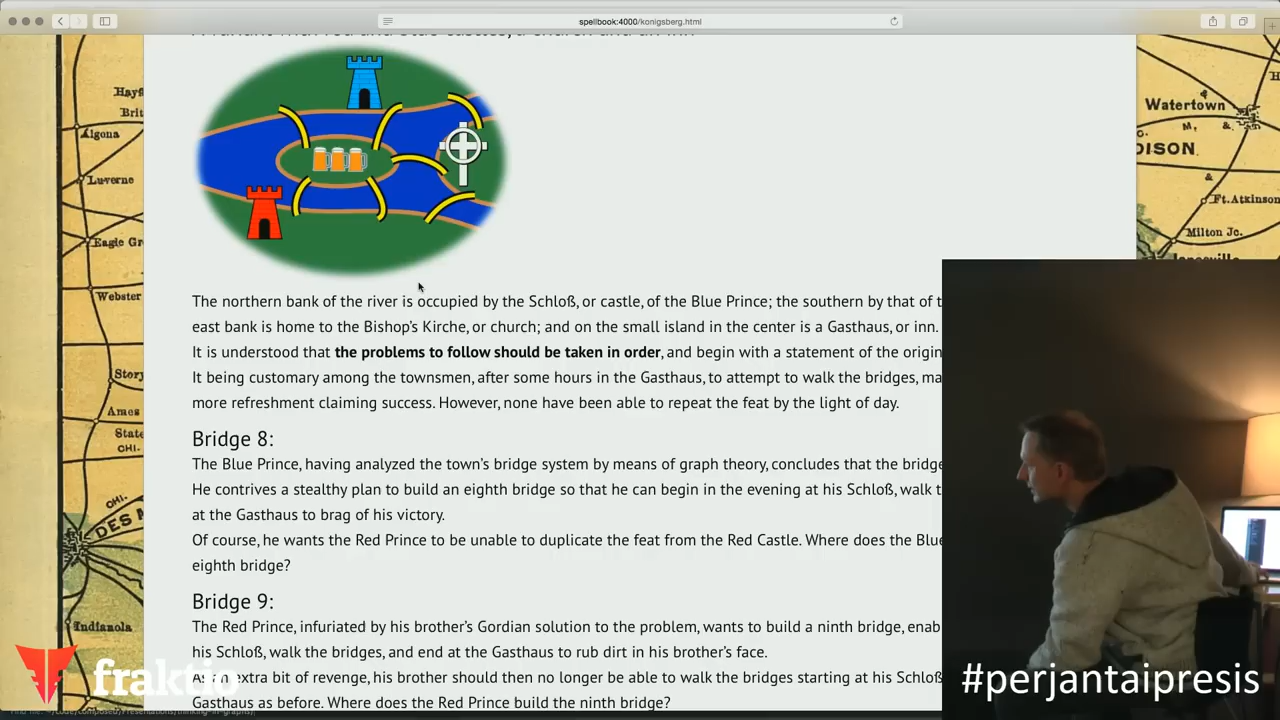 spellbook:4000/konigsberg.html
The northern bank of the river is occupied by the Schloß, or castle, of the Blue Prince; the southern by that of
east bank is home to the Bishop's Kirche, or church; and on the small island in the center is a Gasthaus, or inn.
It is understood that the problems to follow should be taken in order, and begin with a statement of the
It being customary among the townsmen, after some hours in the Gasthaus, to attempt to walk the bridges,
more refreshment claiming success. However, none have been able to repeat the feat by the light of day.
Bridge 8:
The Blue Prince, having analyzed the town's bridge system by means of graph theory, concludes that the
He contrives a stealthy plan to build an eighth bridge so that he can begin in the evening at his Schloß, walk
at the Gasthaus to brag of his victory.
Of course, he wants the Red Prince to be unable to duplicate the feat from the Red Castle. Where does the
eighth bridge?
Bridge 9:
The Red Prince, infuriated by his brother's Gordian solution to the problem, wants to build a ninth bridge,
his Schloß, walk the bridges, and end at the Gasthaus to rub dirt in his brother's face.
extra bit of revenge, his brother should then no longer be able to walk the bridges starting at his Schloß
Gasthaus as before. Where does the Red Prince build the ninth bridge?
Algona
Luverne
Eagle Gr
Webster
Story
Ames
State
CHI.
CHI.
DES M
Indianola
Watertown
C. M. &
DISON.
&
Ft.Atkinson
Milton Jc.
Janesville
fraktio
#perjantaipresis